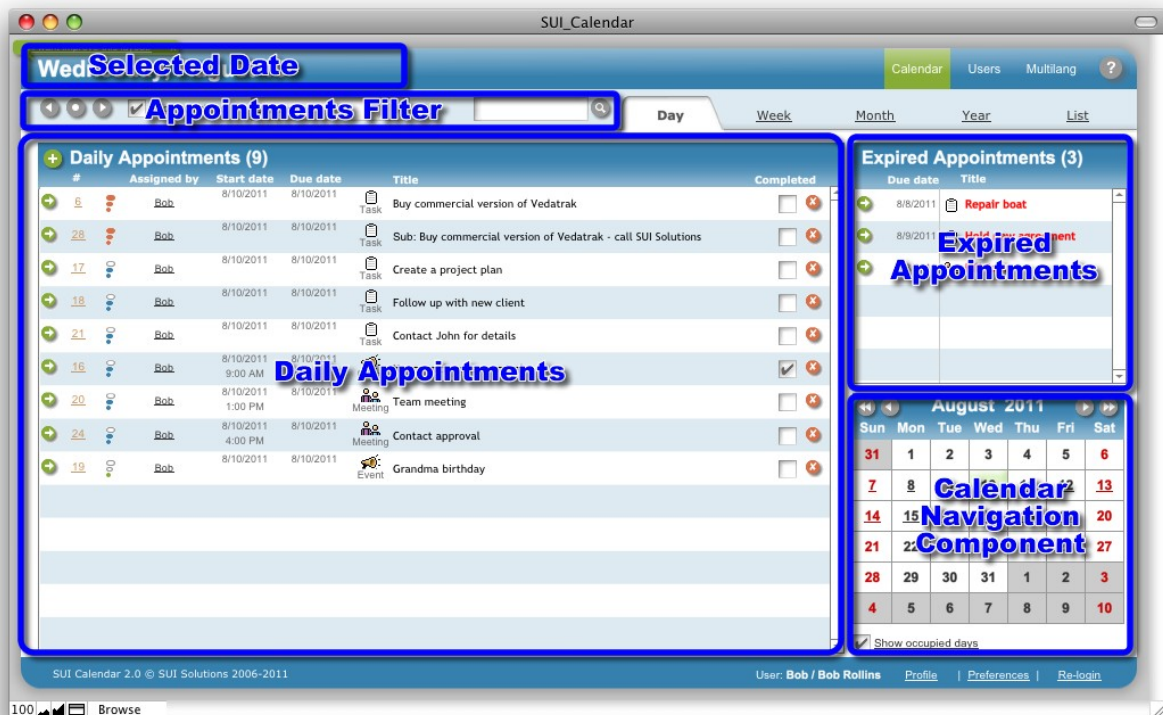 SUI_Calendar
Selected Date
Calendar Users Multilang ?
Appointments Filter
Day Week Month Year List
Daily Appointments (9)
# Assigned by Start date Due date Title Completed
6 Bob 8/10/2011 8/10/2011 Task Buy commercial version of Vedatrak
28 Bob 8/10/2011 8/10/2011 Task Sub: Buy commercial version of Vedatrak - call SUI Solutions
17 Bob 8/10/2011 8/10/2011 Task Create a project plan
18 Bob 8/10/2011 8/10/2011 Task Follow up with new client
21 Bob 8/10/2011 8/10/2011 Task Contact John for details
16 Bob 8/10/2011 9:00 AM 8/10/2011
Daily Appointments
20 Bob 8/10/2011 1:00 PM 8/10/2011 Meeting Team meeting
24 Bob 8/10/2011 4:00 PM 8/10/2011 Meeting Contact approval
19 Bob 8/10/2011 8/10/2011 Event Grandma birthday
Expired Appointments (3)
Due date Title
8/8/2011 Repair boat
8/9/2011
Expired
Appointments
August 2011
Sun Mon Tue Wed Thu Fri Sat
31 1 2 3 4 5 6
7 8 13
14 15 20
21 27
Calendar
Navigation
Component
28 29 30 31 1 2 3
4 5 6 7 8 9 10
Show occupied days
SUI Calendar 2.0 © SUI Solutions 2006-2011
User: Bob / Bob Rollins Profile | Preferences | Re-login
100 Browse